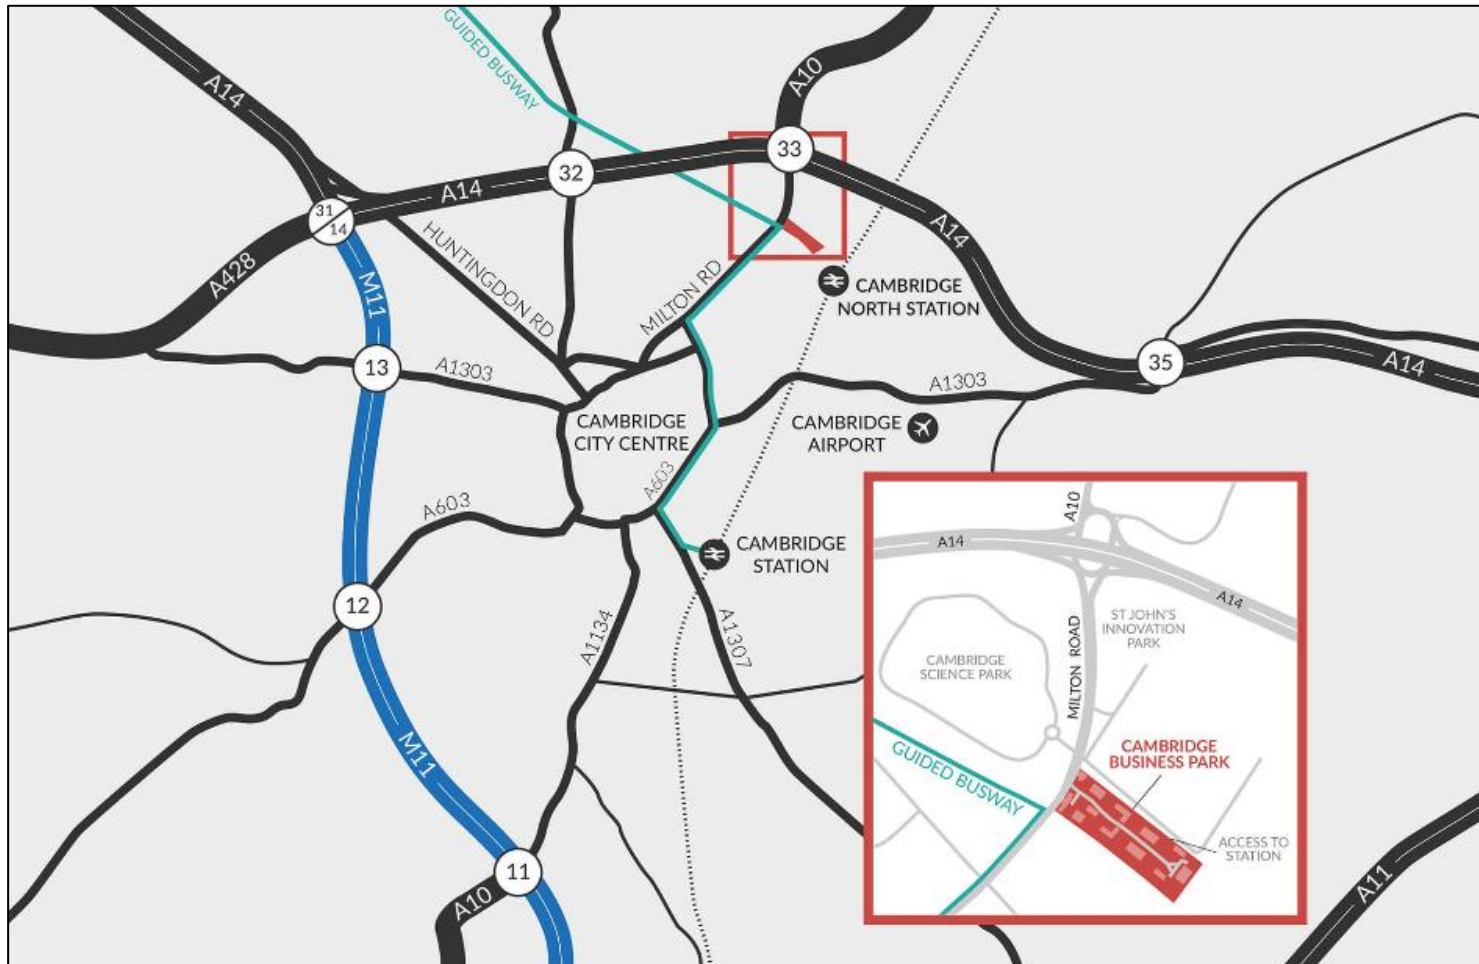 GUIDED BUSWAY
A14
A10
33
32
31
14
A14
A14
A428
M11
HUNTINGDON RD
MILTON RD
CAMBRIDGE
NORTH STATION
13
A1303
A1303
35
A14
CAMBRIDGE
CITY CENTRE
CAMBRIDGE
AIRPORT
A603
A603
CAMBRIDGE
STATION
12
A1134
A1307
M11
11
A10
A11
A10
A14
A14
ST JOHN'S
INNOVATION
PARK
CAMBRIDGE
SCIENCE PARK
MILTON ROAD
GUIDED BUSWAY
CAMBRIDGE
BUSINESS PARK
ACCESS TO
STATION